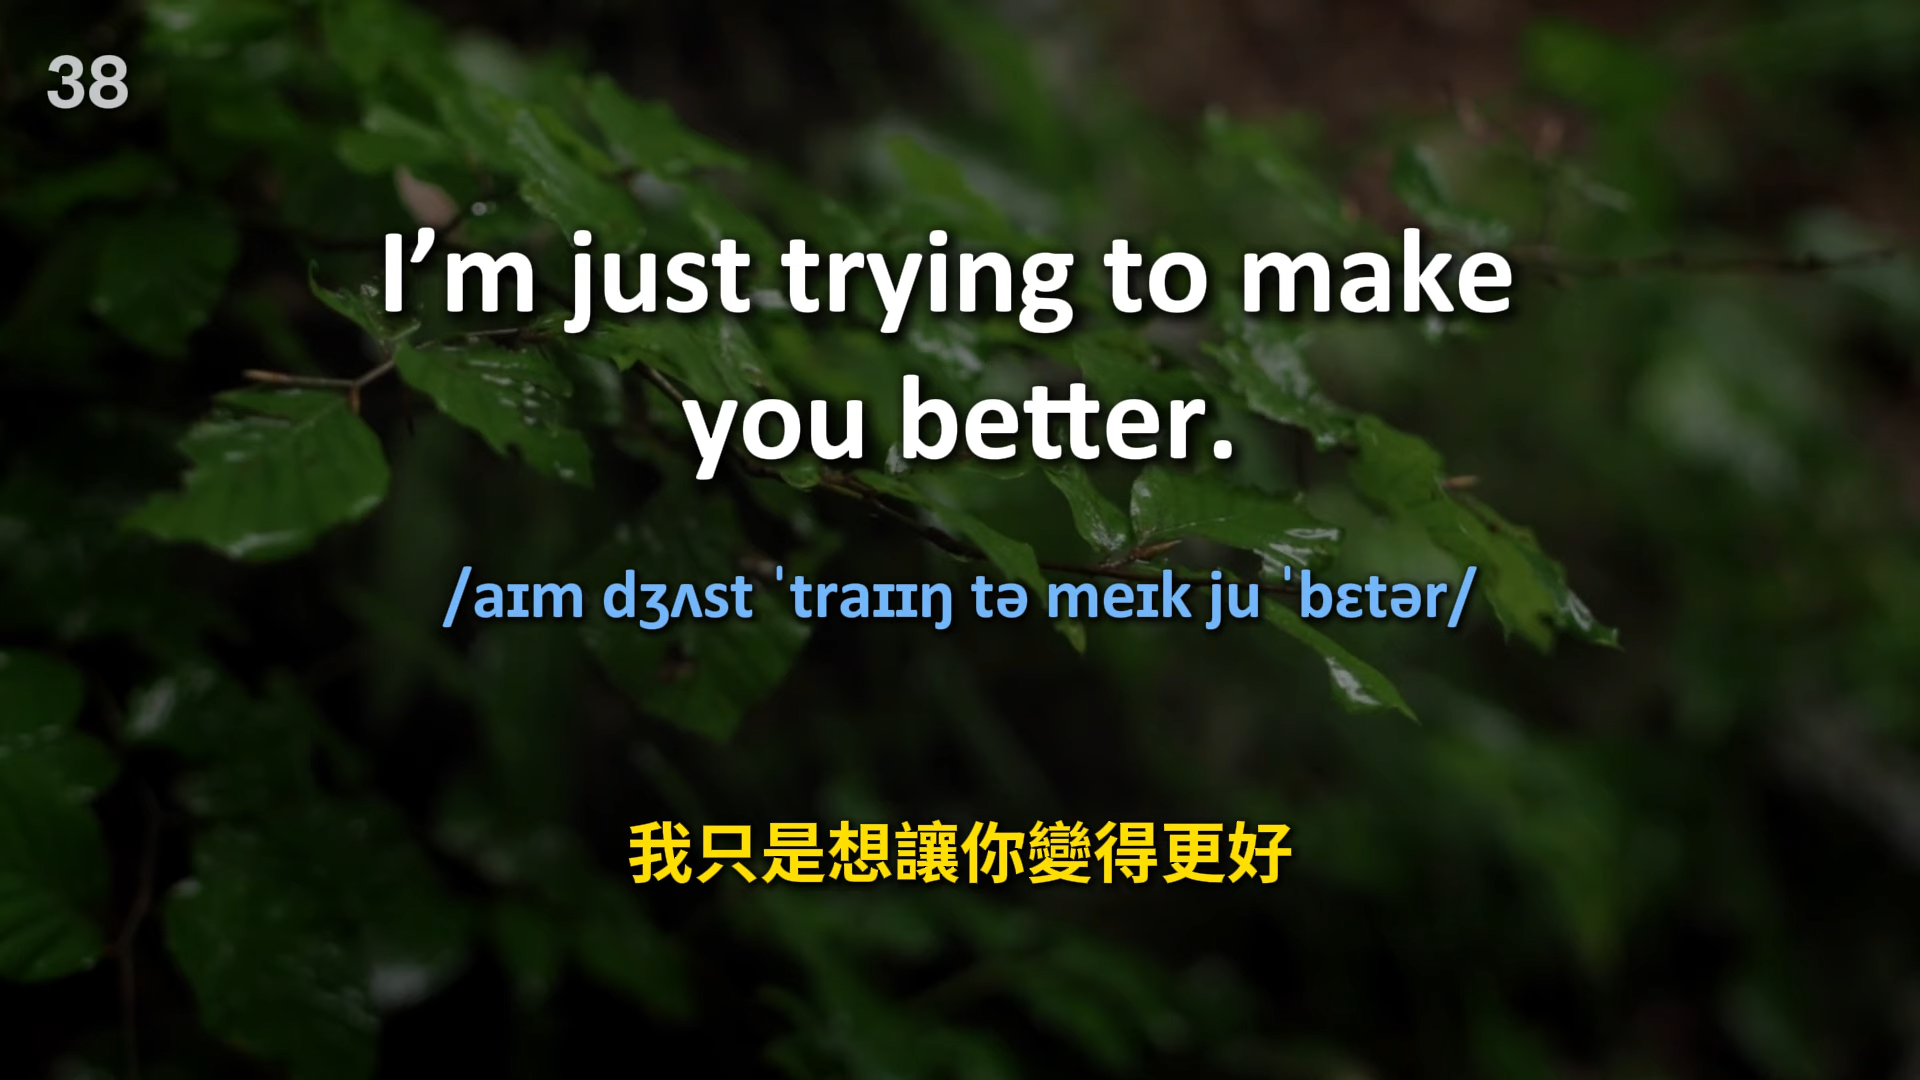 38
I’m just trying to make
you better.
/aɪm dʒʌst ˈtraɪɪŋ tə meɪk ju ˈbɛtər/
我只是想讓你變得更好